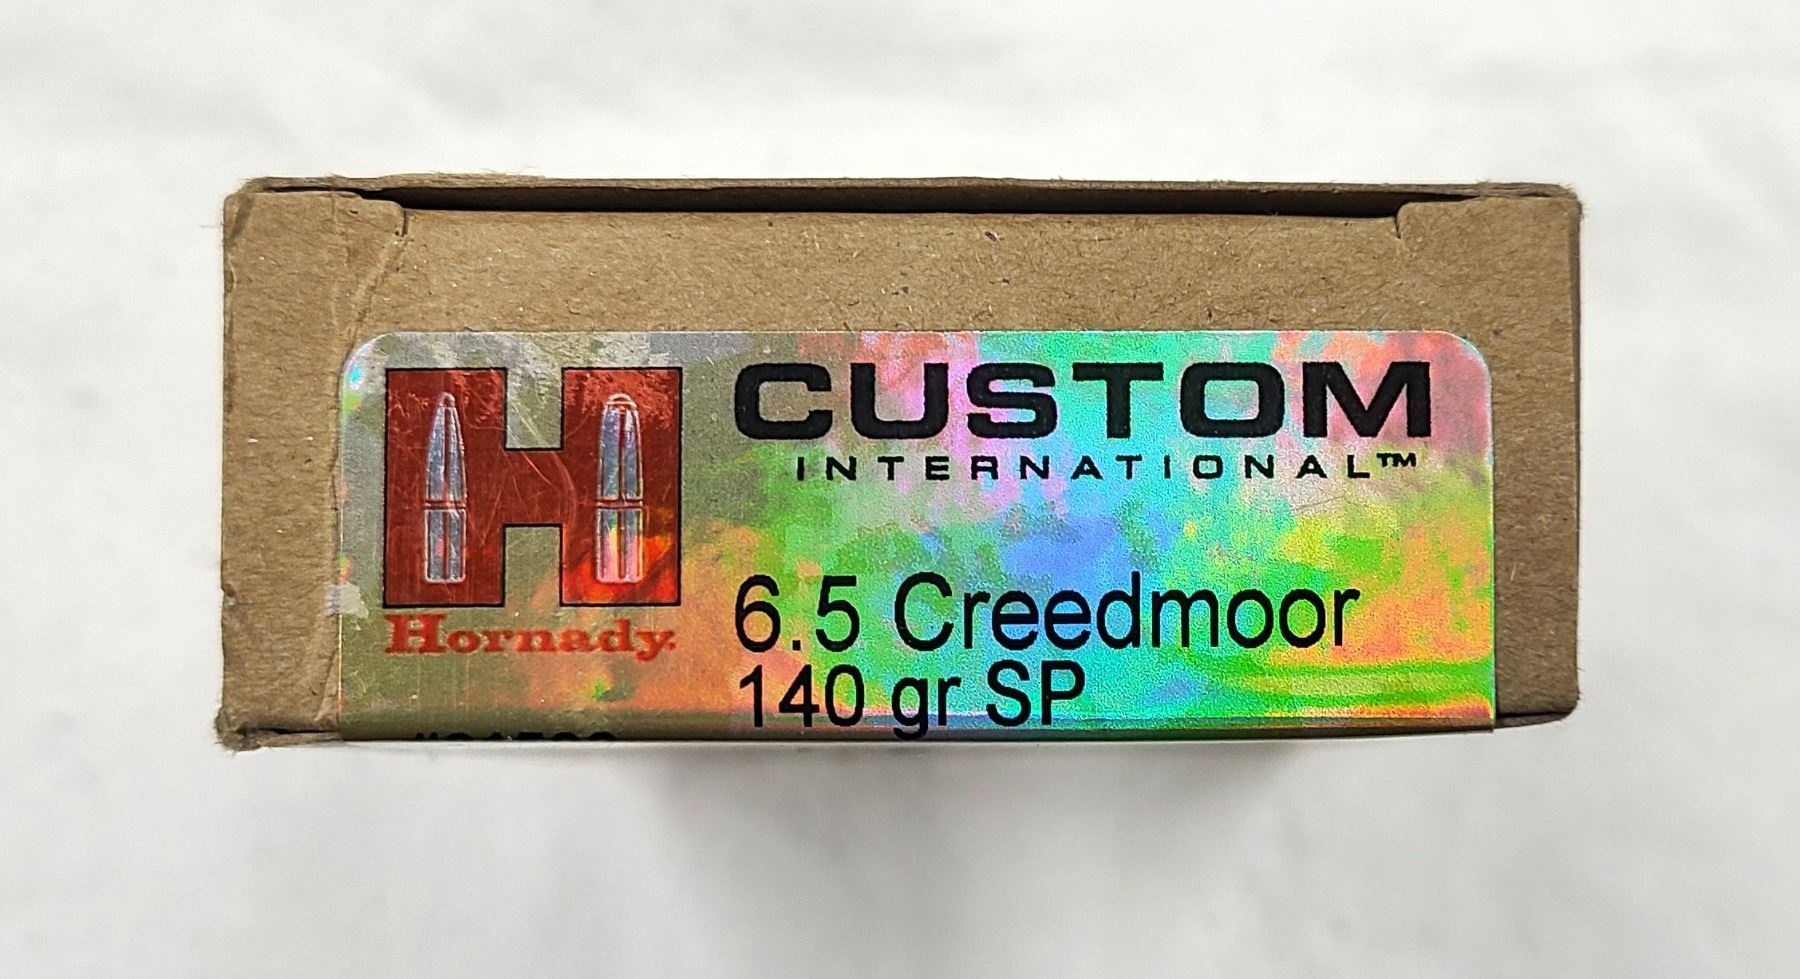 CUSTOM
INTERNATIONAL™
H
Hornady.
6.5 Creedmoor
140 gr SP